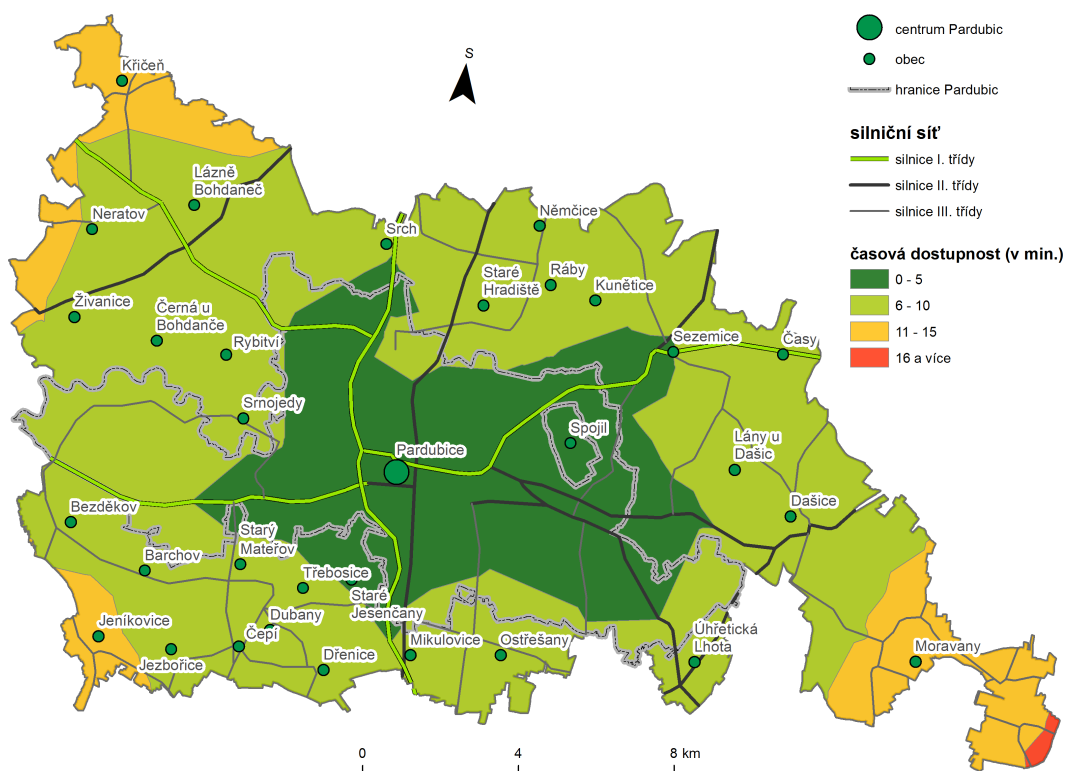 Křičeň
S
centrum Pardubic
obec
hranice Pardubic
silniční síť
silnice I. třídy
silnice II. třídy
silnice III. třídy
časová dostupnost (v min.)
0 - 5
6 - 10
11 - 15
16 a více
Lázně
Bohdaneč
Neratov
Srch
Němčice
Staré
Hradiště
Ráby
Kunětice
Živanice
Černá u
Bohdanče
Rybitví
Sezemice
Časy
Srnojedy
Spojil
Pardubice
Lány u
Dašic
Dašice
Bezděkov
Starý
Mateřov
Barchov
Třebosice
Staré
Jesenčany
Dubany
Jeníkovice
Čepí
Jezbořice
Dřenice
Mikulovice
Ostřešany
Úhřetická
Lhota
Moravany
0
4
8 km